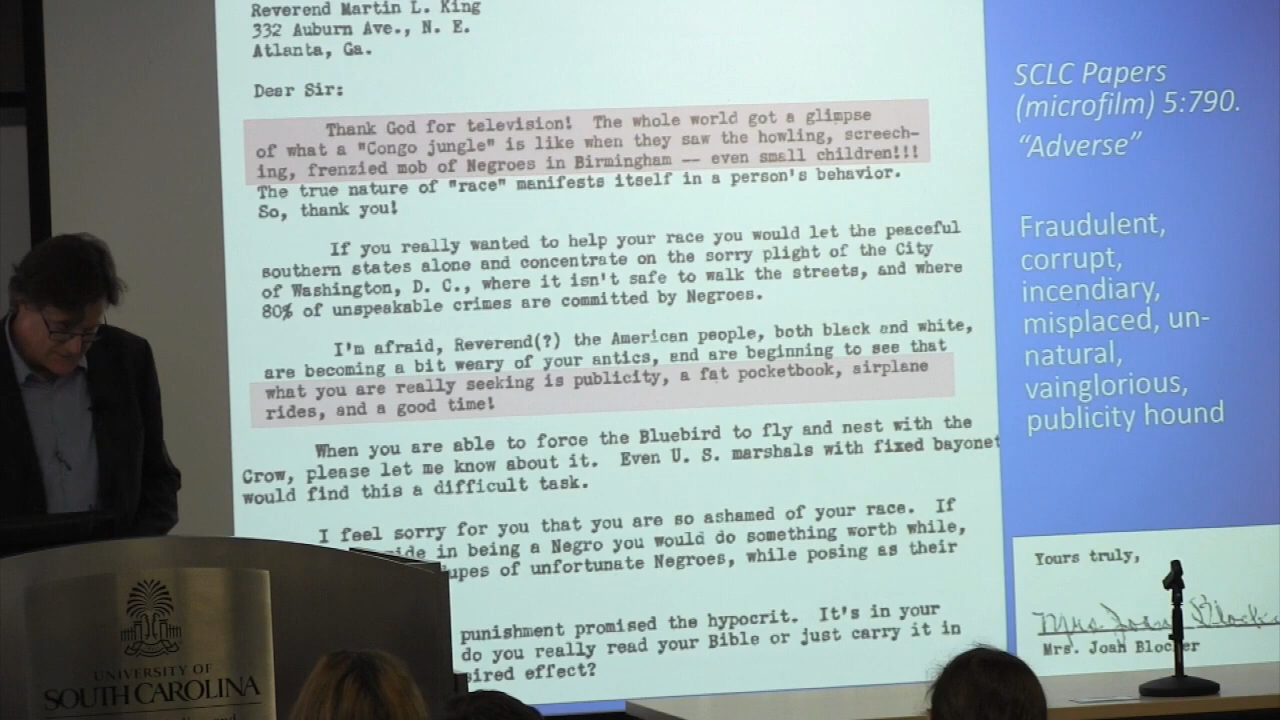 Reverend Martin L. King
332 Auburn Ave., N. E.
Atlanta, Ga.
Dear Sir:
Thank God for television! The whole world got a glimpse
of what a "Congo jungle" is like when they saw the howling, screech-
ing, frenzied mob of Negroes in Birmingham -- even small children!!!
The true nature of "race" manifests itself in a person's behavior.
So, thank you!
If you really wanted to help your race you would let the peaceful
southern states alone and concentrate on the sorry plight of the City
of Washington, D. C., where it isn't safe to walk the streets, and where
80% of unspeakable crimes are committed by Negroes.
I'm afraid, Reverend(?) the American people, both black and white,
are becoming a bit weary of your antics, and are beginning to see that
what you are really seeking is publicity, a fat pocketbook, airplane
rides, and a good time!
When you are able to force the Bluebird to fly and nest with the
Crow, please let me know about it. Even U. S. marshals with fixed bayonet
would find this a difficult task.
I feel sorry for you that you are so ashamed of your race. If
in being a Negro you would do something worth while,
of unfortunate Negroes, while posing as their
punishment promised the hypocrit. It's in your
do you really read your Bible or just carry it in
effect?
SCLC Papers
(microfilm) 5:790.
"Adverse"
Fraudulent,
corrupt,
incendiary,
misplaced, un-
natural,
vainglorious,
publicity hound
Yours truly,
Mrs. Joan Blocher
UNIVERSITY OF
SOUTH CAROLINA